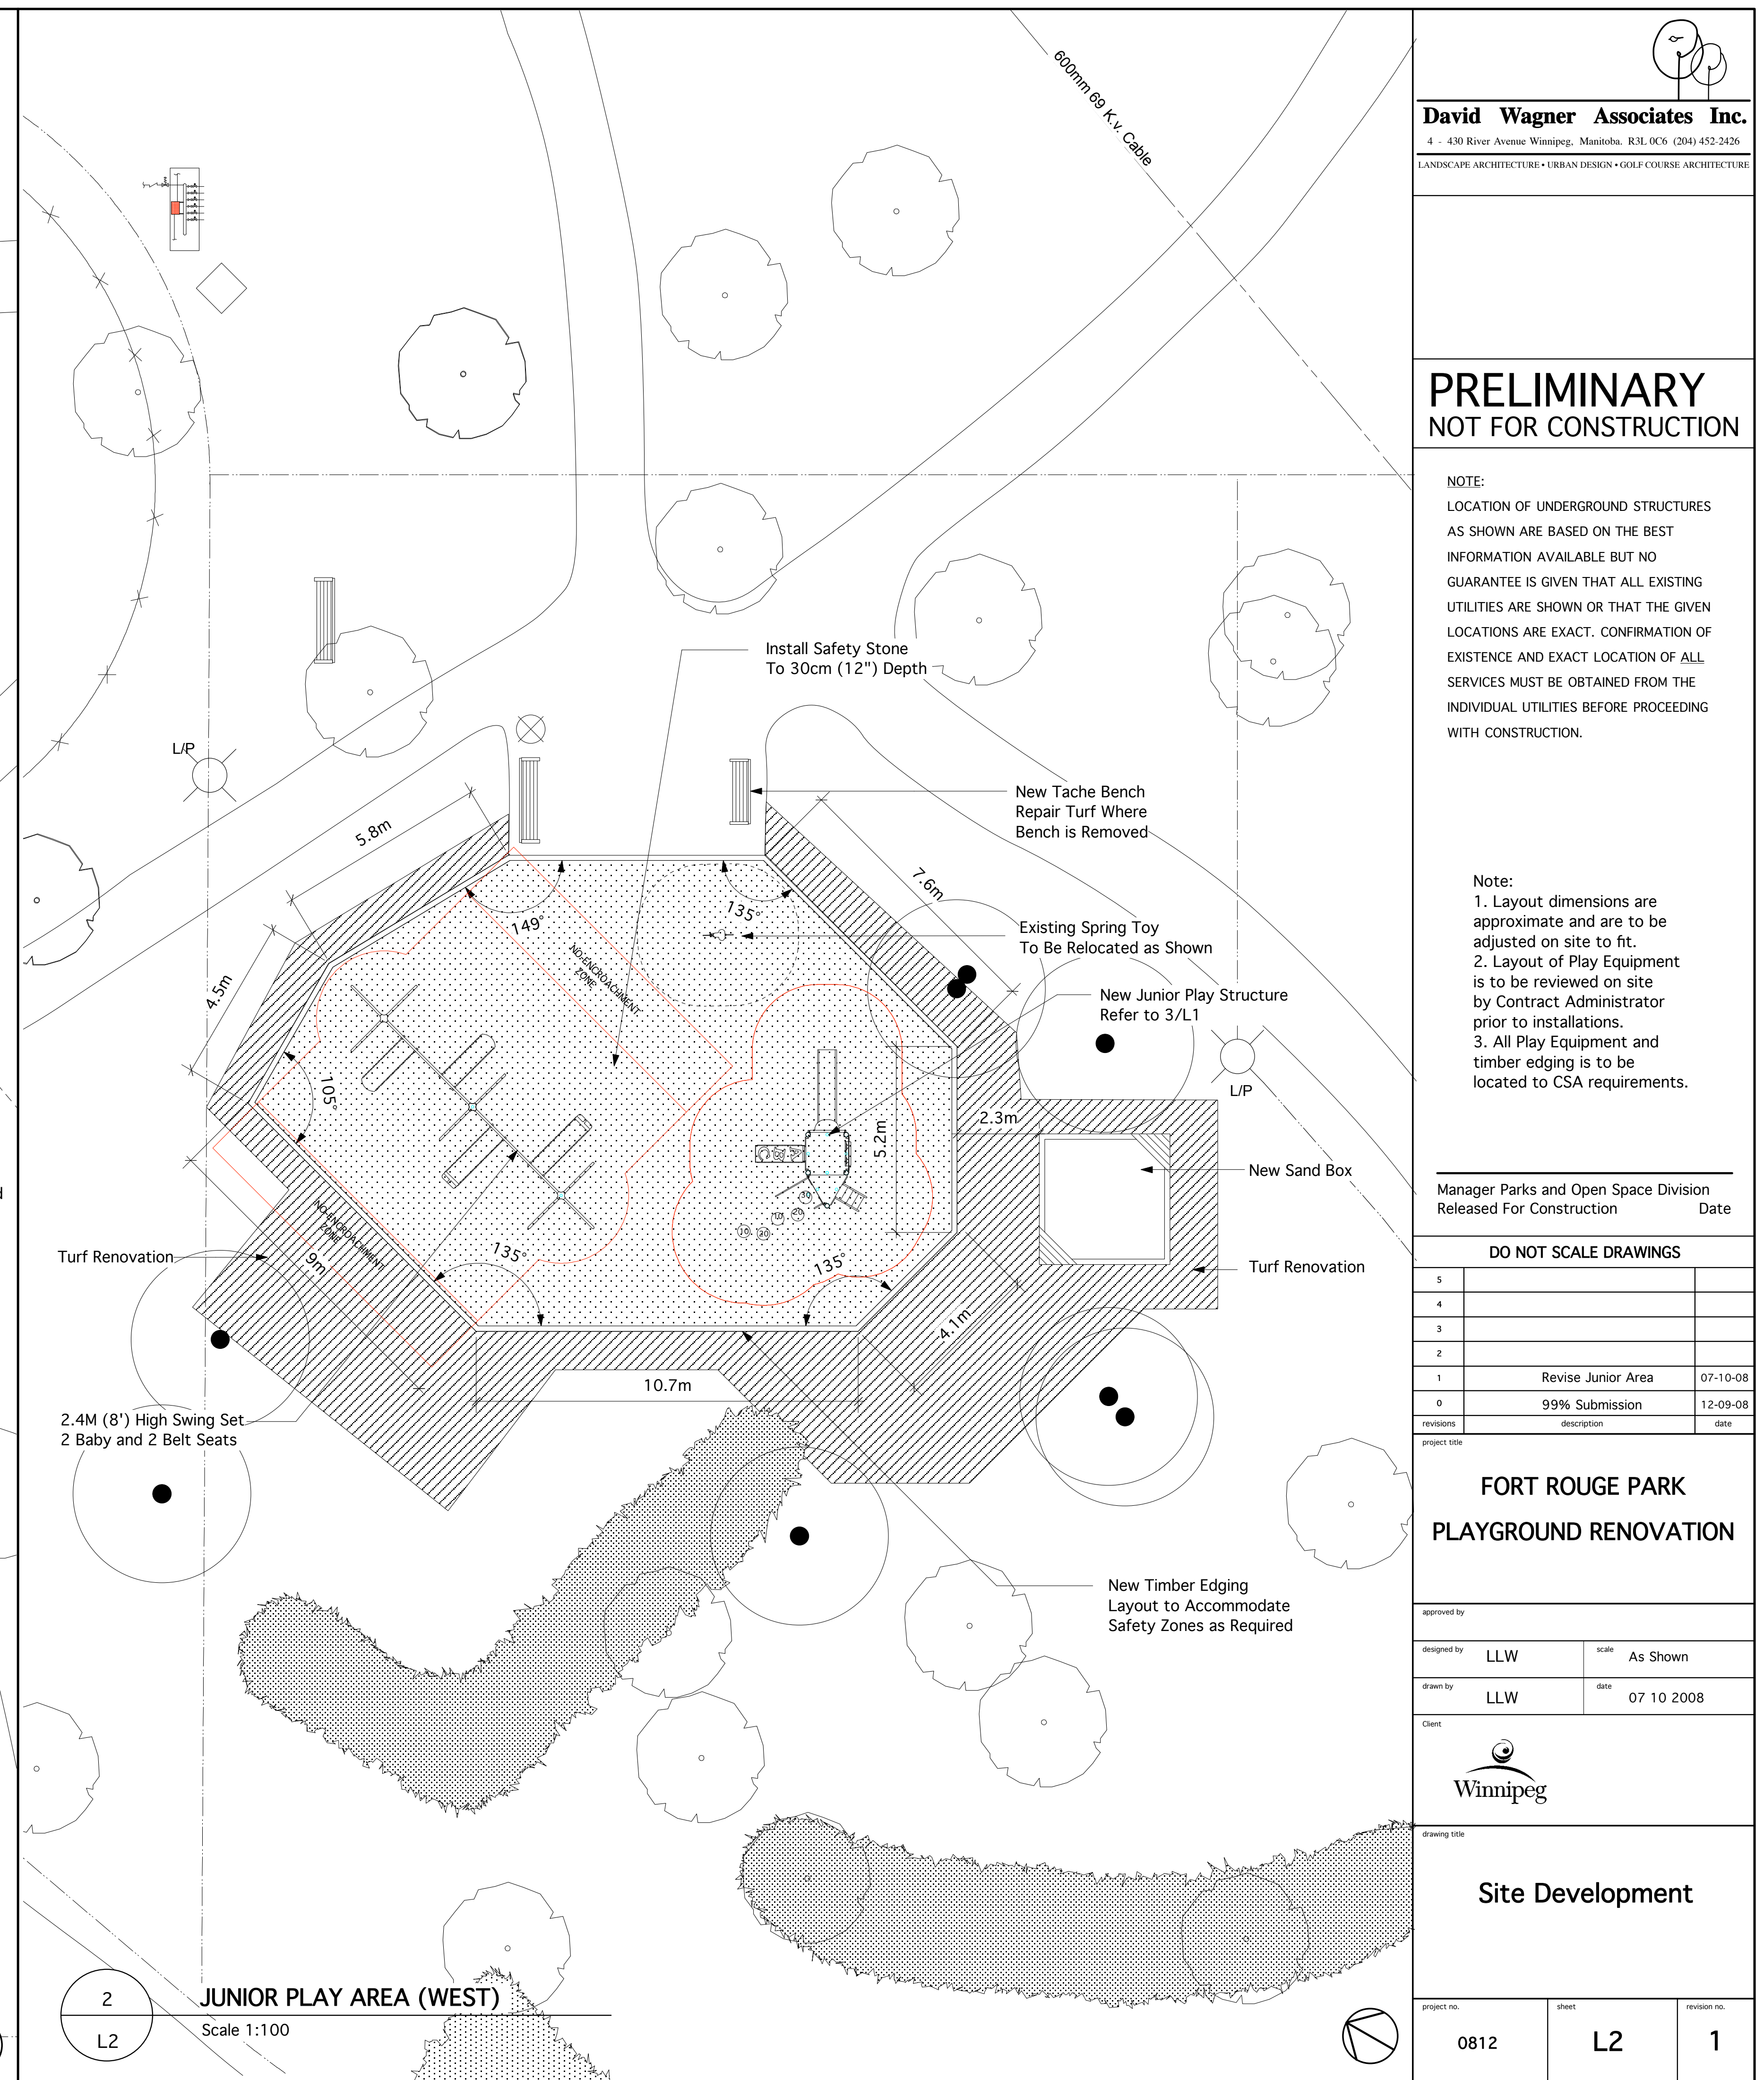 600mm 69 K.v. Cable
Install Safety Stone
To 30cm (12") Depth
L/P
5.8m
New Tache Bench
Repair Turf Where
Bench is Removed
7.6m
149°
135°
Existing Spring Toy
To Be Relocated as Shown
NO-ENCROACHMENT
ZONE
4.5m
New Junior Play Structure
Refer to 3/L1
105°
L/P
2.3m
5.2m
New Sand Box
30
20
10
10
20
NO-ENCROACHMENT
ZONE
Turf Renovation
9m
135°
135°
Turf Renovation
4.1m
10.7m
2.4M (8') High Swing Set
2 Baby and 2 Belt Seats
New Timber Edging
Layout to Accommodate
Safety Zones as Required
2
L2
JUNIOR PLAY AREA (WEST)
Scale 1:100
David Wagner Associates Inc.
4 - 430 River Avenue Winnipeg, Manitoba. R3L 0C6 (204) 452-2426
LANDSCAPE ARCHITECTURE • URBAN DESIGN • GOLF COURSE ARCHITECTURE
PRELIMINARY
NOT FOR CONSTRUCTION
NOTE:
LOCATION OF UNDERGROUND STRUCTURES
AS SHOWN ARE BASED ON THE BEST
INFORMATION AVAILABLE BUT NO
GUARANTEE IS GIVEN THAT ALL EXISTING
UTILITIES ARE SHOWN OR THAT THE GIVEN
LOCATIONS ARE EXACT. CONFIRMATION OF
EXISTENCE AND EXACT LOCATION OF ALL
SERVICES MUST BE OBTAINED FROM THE
INDIVIDUAL UTILITIES BEFORE PROCEEDING
WITH CONSTRUCTION.
Note:
1. Layout dimensions are
approximate and are to be
adjusted on site to fit.
2. Layout of Play Equipment
is to be reviewed on site
by Contract Administrator
prior to installations.
3. All Play Equipment and
timber edging is to be
located to CSA requirements.
Manager Parks and Open Space Division
Released For Construction Date
DO NOT SCALE DRAWINGS
5
4
3
2
1 Revise Junior Area 07-10-08
0 99% Submission 12-09-08
revisions description date
project title
FORT ROUGE PARK
PLAYGROUND RENOVATION
approved by
designed by LLW scale As Shown
drawn by LLW date 07 10 2008
Client
Winnipeg
drawing title
Site Development
project no. sheet revision no.
0812 L2 1